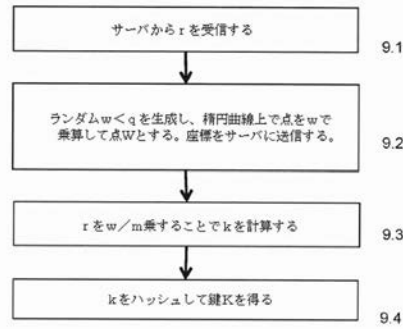 サーバからrを受信する
9.1
ランダムw<qを生成し、楕円曲線上で点をwで
乗算して点Wとする。座標をサーバに送信する。
9.2
rをw/m乗することでkを計算する
9.3
kをハッシュして鍵Kを得る
9.4